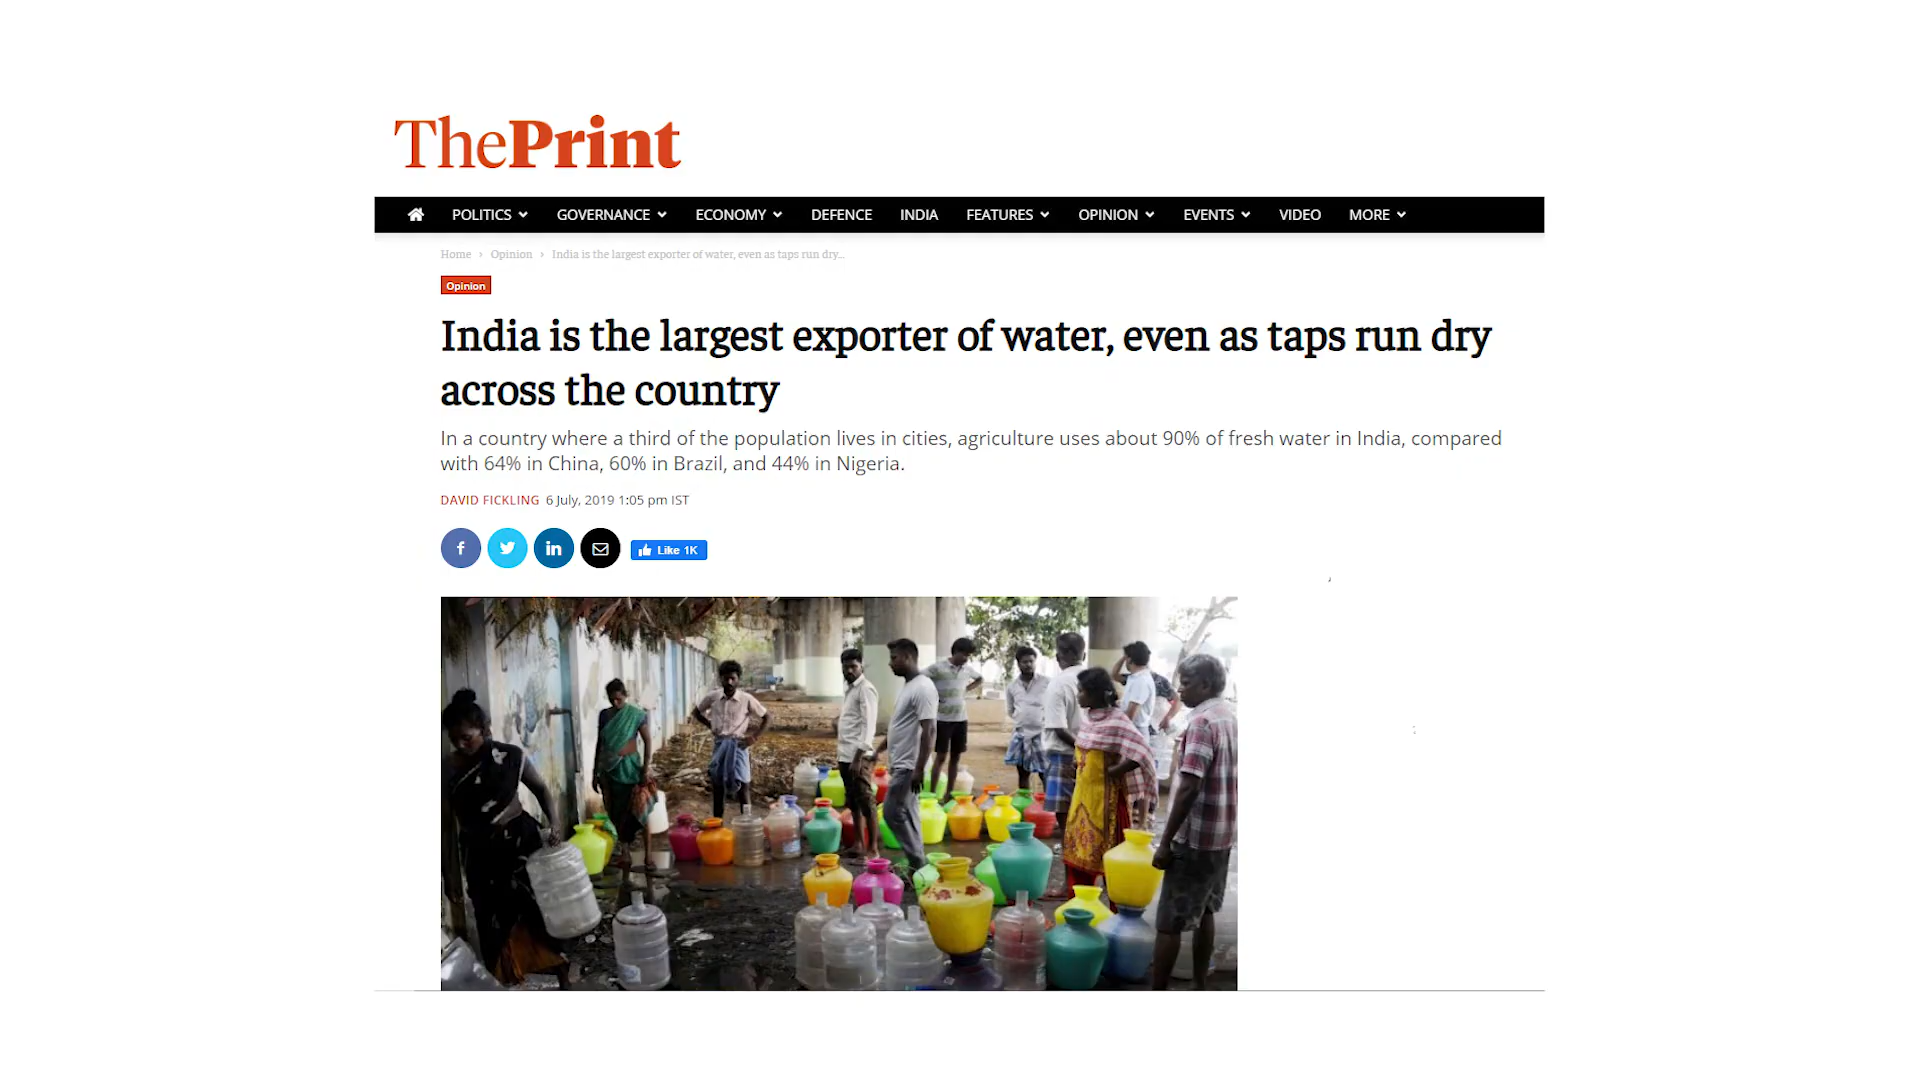 ThePrint
POLITICS GOVERNANCE ECONOMY DEFENCE INDIA FEATURES OPINION EVENTS VIDEO MORE
Home › Opinion › India is the largest exporter of water, even as taps run dry...
Opinion
India is the largest exporter of water, even as taps run dry
across the country
In a country where a third of the population lives in cities, agriculture uses about 90% of fresh water in India, compared
with 64% in China, 60% in Brazil, and 44% in Nigeria.
DAVID FICKLING 6 July, 2019 1:05 pm IST
f in Like 1K